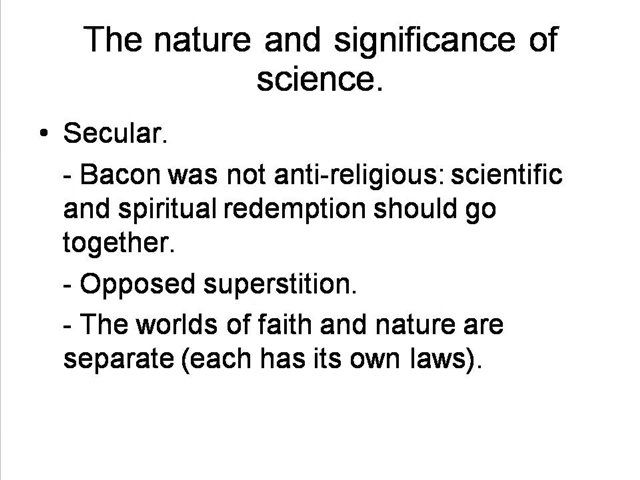 The nature and significance of
science.
• Secular.
- Bacon was not anti-religious: scientific
and spiritual redemption should go
together.
- Opposed superstition.
- The worlds of faith and nature are
separate (each has its own laws).